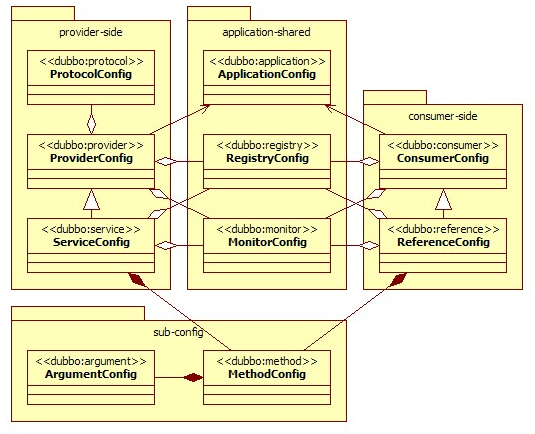 provider-side
<<dubbo:protocol>>
ProtocolConfig
<<dubbo:provider>>
ProviderConfig
<<dubbo:service>>
ServiceConfig
application-shared
<<dubbo:application>>
ApplicationConfig
<<dubbo:registry>>
RegistryConfig
<<dubbo:monitor>>
MonitorConfig
consumer-side
<<dubbo:consumer>>
ConsumerConfig
<<dubbo:reference>>
ReferenceConfig
sub-config
<<dubbo:argument>>
ArgumentConfig
<<dubbo:method>>
MethodConfig